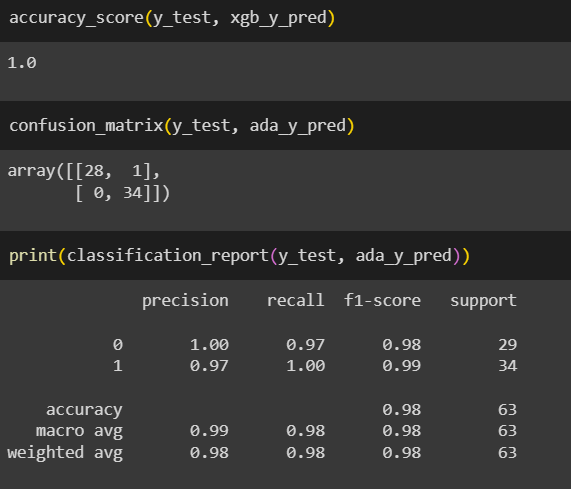 accuracy_score(y_test, xgb_y_pred)
1.0
confusion_matrix(y_test, ada_y_pred)
array([[28,  1],
       [ 0, 34]])
print(classification_report(y_test, ada_y_pred))
              precision    recall  f1-score   support
           0       1.00      0.97      0.98        29
           1       0.97      1.00      0.99        34
    accuracy                           0.98        63
   macro avg       0.99      0.98      0.98        63
weighted avg       0.98      0.98      0.98        63